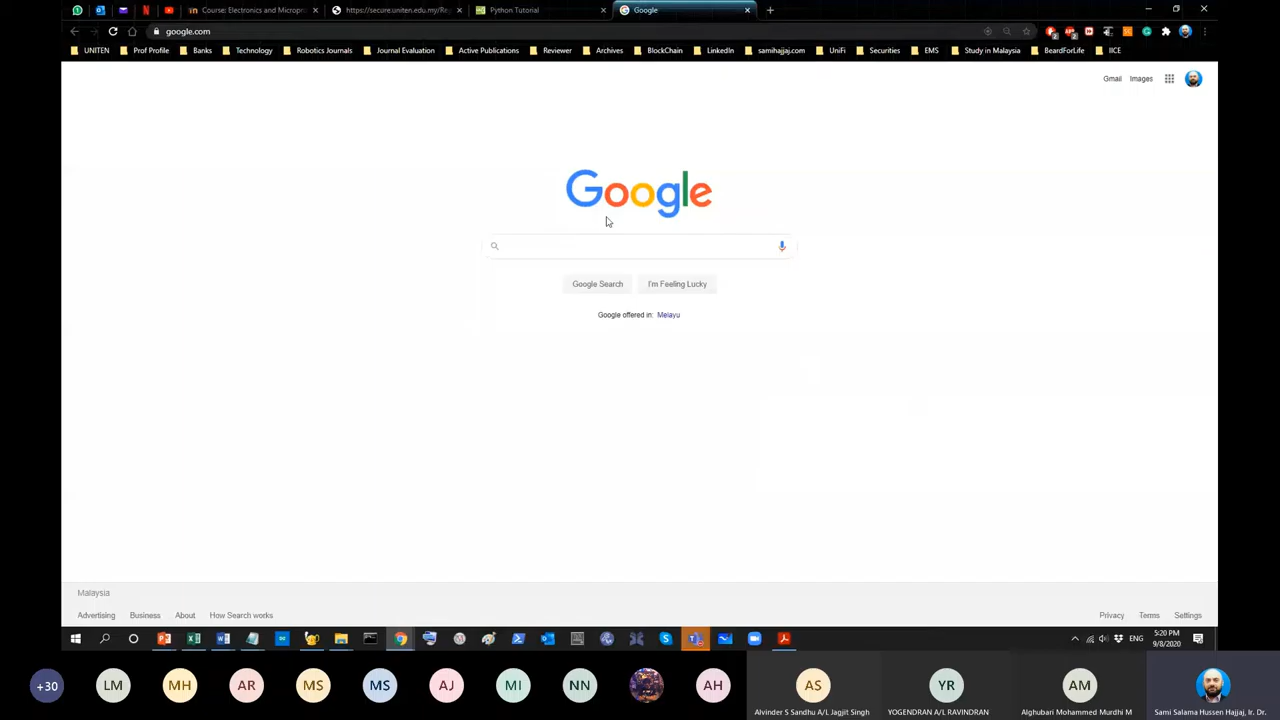 Course: Electronics and Micropro
https://secure.uniten.edu.my/Re
Python Tutorial
Google
google.com
UNITEN
Prof Profile
Banks
Technology
Robotics Journals
Journal Evaluation
Active Publications
Reviewer
Archives
BlockChain
LinkedIn
samihajjaj.com
UniFi
Securities
EMS
Study in Malaysia
BeardForLife
IICE
Gmail
Images
Google
Google Search
I'm Feeling Lucky
Google offered in: Melayu
Malaysia
Advertising
Business
About
How Search works
Privacy
Terms
Settings
ENG
5:20 PM
9/8/2020
+30
LM
MH
AR
MS
MS
AJ
MI
NN
AH
AS
YR
AM
Alvinder S Sandhu A/L Jagjit Singh
YOGENDRAN A/L RAVINDRAN
Alghubari Mohammed Murdhi M
Sami Salama Hussen Hajjaj, Ir. Dr.